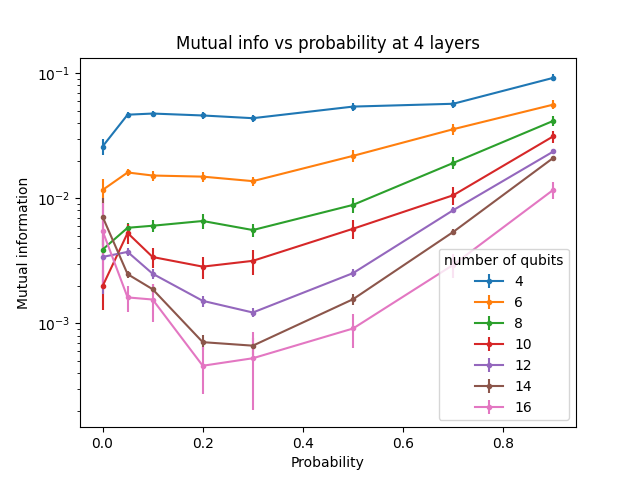 Mutual info vs probability at 4 layers
Mutual information
10⁻¹
10⁻²
10⁻³
0.0 0.2 0.4 0.6 0.8
Probability
number of qubits
4
6
8
10
12
14
16